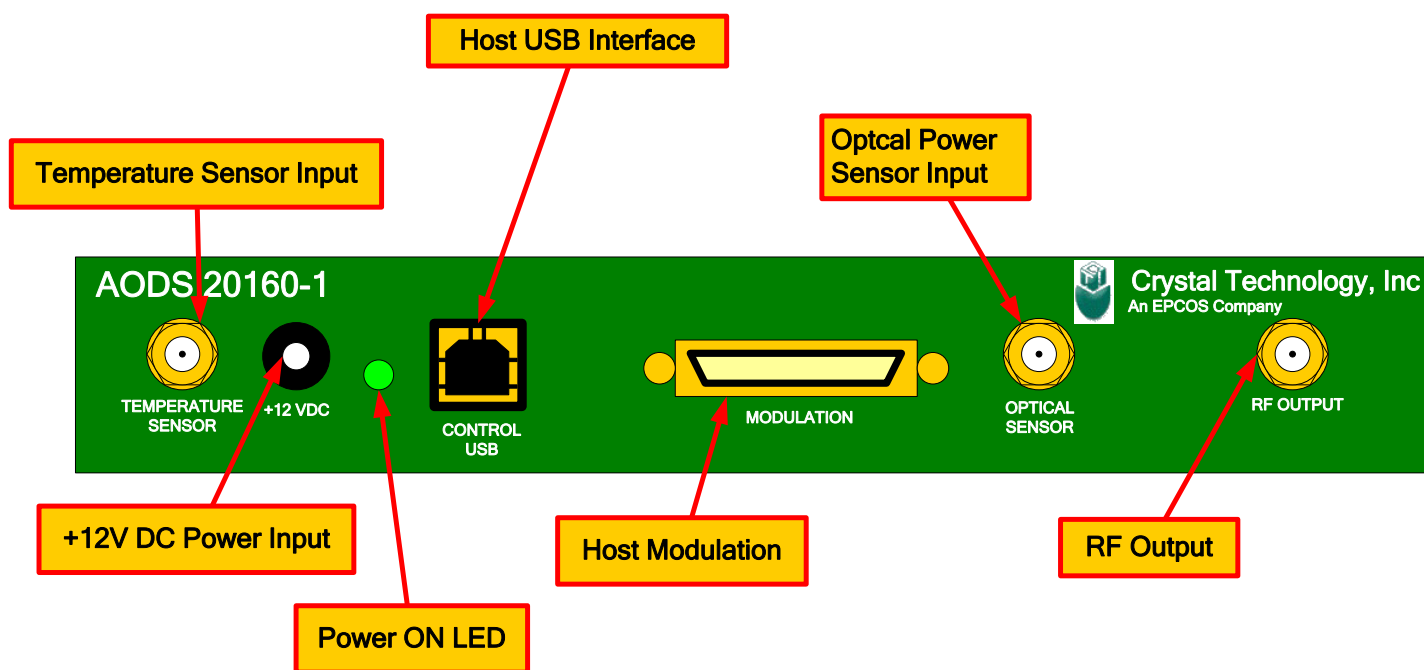 Host USB Interface
Optcal Power
Sensor Input
Temperature Sensor Input
AODS 20160-1
Crystal Technology, Inc
An EPCOS Company
TEMPERATURE
SENSOR
+12 VDC
CONTROL
USB
MODULATION
OPTICAL
SENSOR
RF OUTPUT
+12V DC Power Input
Host Modulation
RF Output
Power ON LED